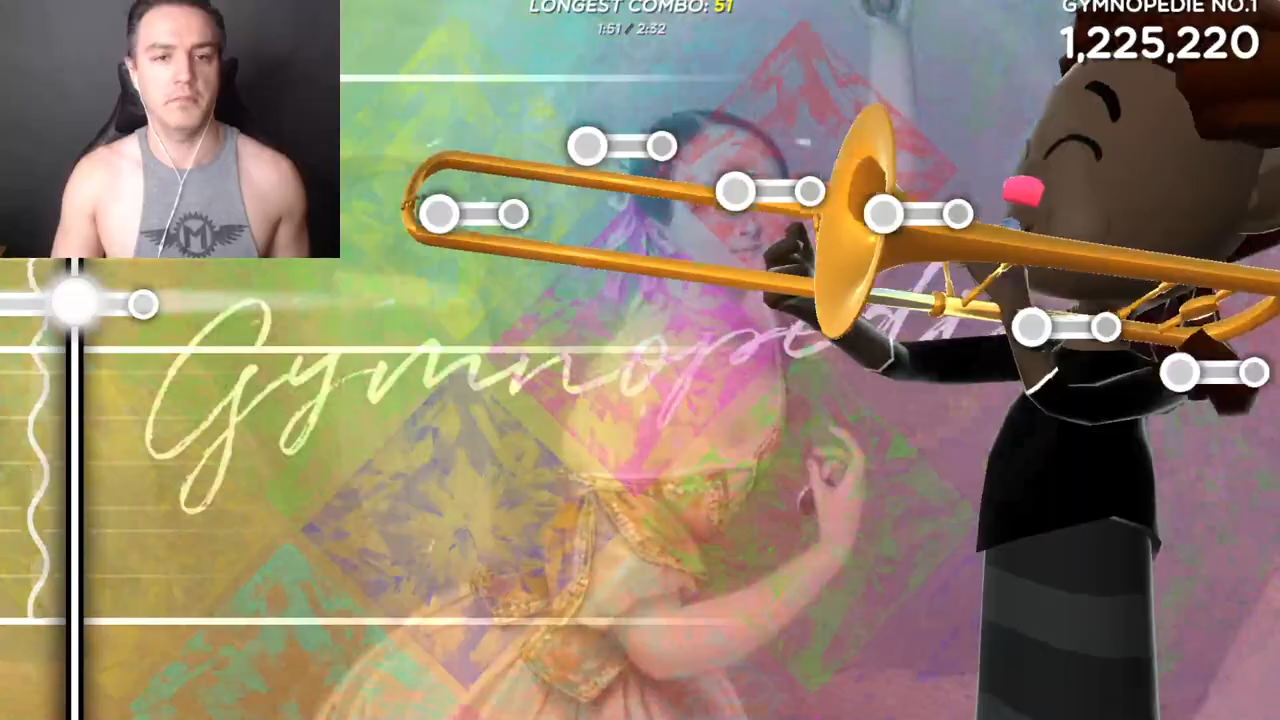 LONGEST COMBO: 51
1:51 / 2:32
GYMNOPEDIE NO.1
1,225,220
Gymnopedie
M